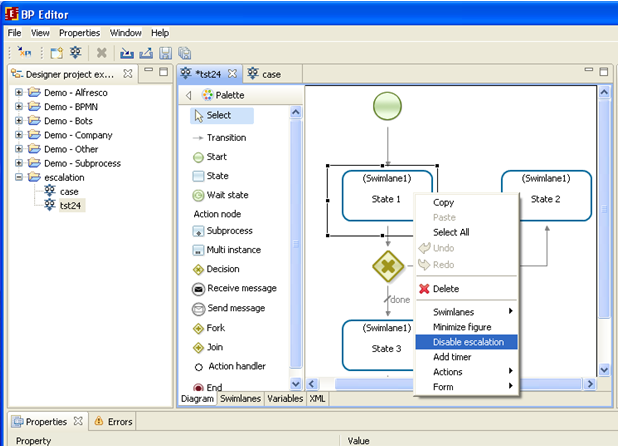 BP Editor
File View Properties Window Help
Designer project ex...
Demo - Alfresco
Demo - BPMN
Demo - Bots
Demo - Company
Demo - Other
Demo - Subprocess
escalation
case
tst24
*tst24
case
Palette
Select
Transition
Start
State
Wait state
Action node
Subprocess
Multi instance
Decision
Receive message
Send message
Fork
Join
Action handler
End
(Swimlane1)
State 1
(Swimlane1)
State 2
done
(Swimlane1)
State 3
Copy
Paste
Select All
Undo
Redo
Delete
Swimlanes
Minimize figure
Disable escalation
Add timer
Actions
Form
Diagram Swimlanes Variables XML
Properties Errors
Property Value